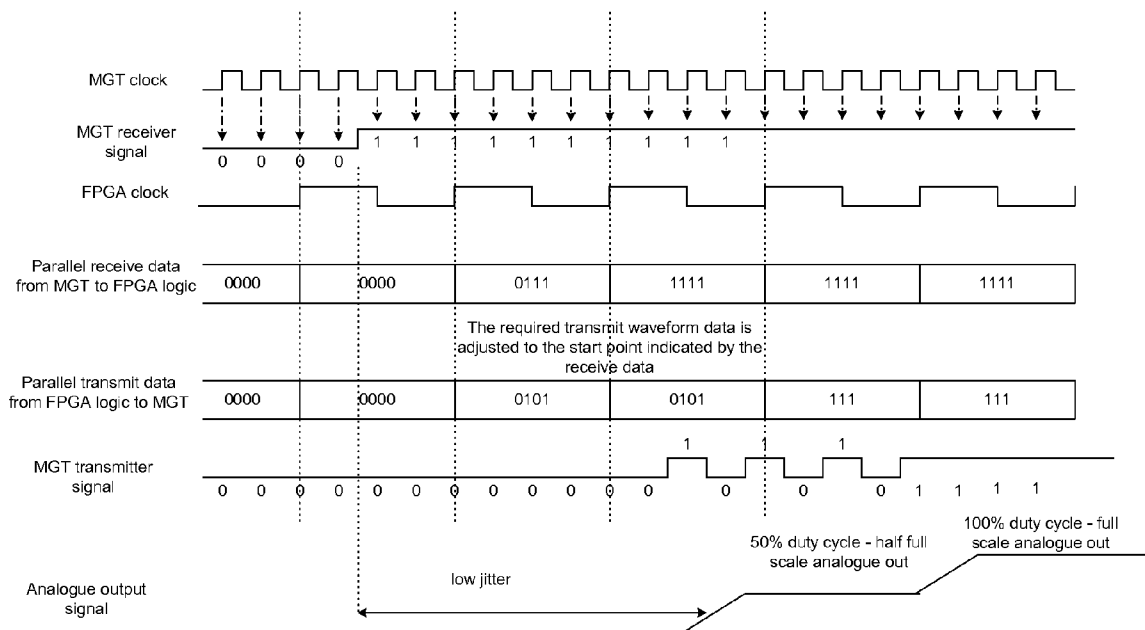 MGT clock
MGT receiver
signal
0 0 0 0
1 1 1 1 1 1 1 1 1 1
FPGA clock
Parallel receive data
from MGT to FPGA logic
0000 0000 0111 1111 1111 1111
The required transmit waveform data is
adjusted to the start point indicated by the
receive data
Parallel transmit data
from FPGA logic to MGT
0000 0000 0101 0101 111 111
1 1 1
MGT transmitter
signal
0 0 0 0 0 0 0 0 0 0 0 0 0 0 0 1 1 1 1
50% duty cycle - half full
scale analogue out
100% duty cycle - full
scale analogue out
Analogue output
signal
low jitter